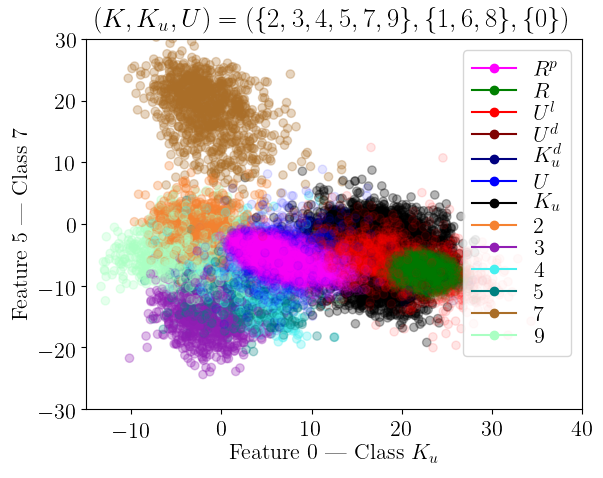 (K, K_u, U) = ({2, 3, 4, 5, 7, 9}, {1, 6, 8}, {0})
30
20
10
0
−10
−20
−30
Feature 5 — Class 7
R^p
R
U^l
U^d
K_u^d
U
K_u
2
3
4
5
7
9
−10
0
10
20
30
40
Feature 0 — Class K_u